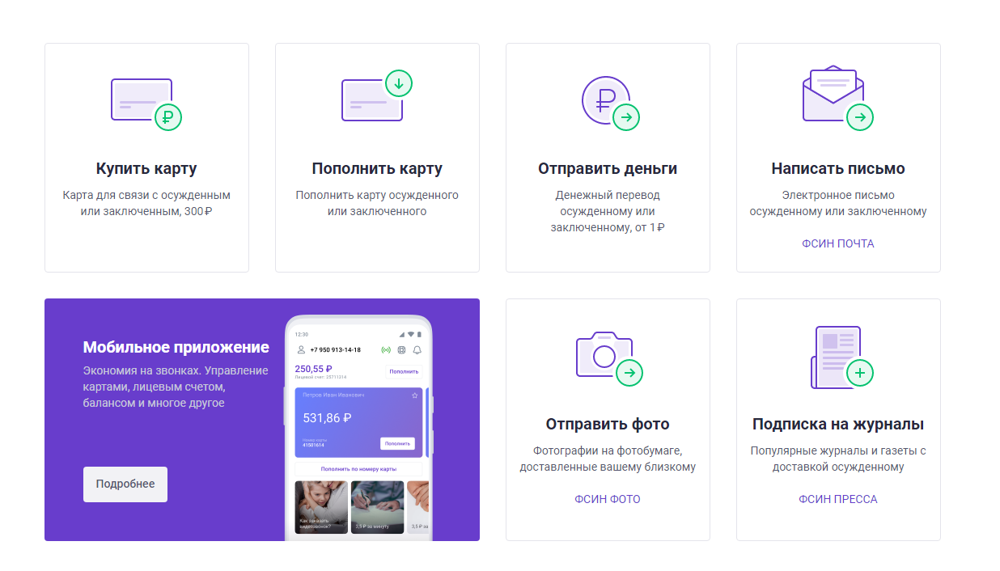 Купить карту
Карта для связи с осужденным
или заключенным, 300 ₽
Пополнить карту
Пополнить карту осужденного
или заключенного
Отправить деньги
Денежный перевод
осужденному или
заключенному, от 1 ₽
Написать письмо
Электронное письмо
осужденному или заключенному
ФСИН ПОЧТА
Мобильное приложение
Экономия на звонках. Управление
картами, лицевым счетом,
балансом и многое другое
Подробнее
12:30
+7 950 913-14-18
250,55 ₽
Лицевой счет: 25711214
Пополнить
Петров Иван Иванович
531,86 ₽
Номер карты
41501614
Пополнить
Пополнить по номеру карты
Как заказать
видеозвонок?
3,5 ₽ за минуту
3,5 ₽ за
Отправить фото
Фотографии на фотобумаге,
доставленные вашему близкому
ФСИН ФОТО
Подписка на журналы
Популярные журналы и газеты с
доставкой осужденному
ФСИН ПРЕССА